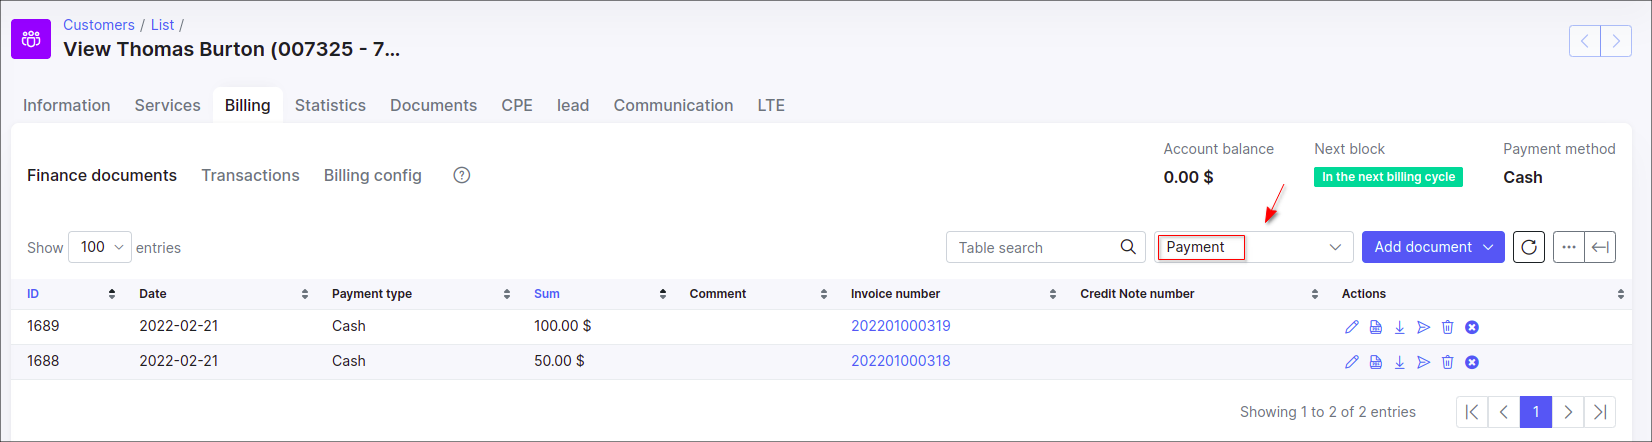 Customers / List /
View Thomas Burton (007325 - 7...
Information Services Billing Statistics Documents CPE lead Communication LTE
Account balance Next block Payment method
Finance documents Transactions Billing config ?
0.00 $ In the next billing cycle Cash
Show 100 entries Table search Payment Add document ...
ID Date Payment type Sum Comment Invoice number Credit Note number Actions
1689 2022-02-21 Cash 100.00 $ 202201000319
1688 2022-02-21 Cash 50.00 $ 202201000318
Showing 1 to 2 of 2 entries 1